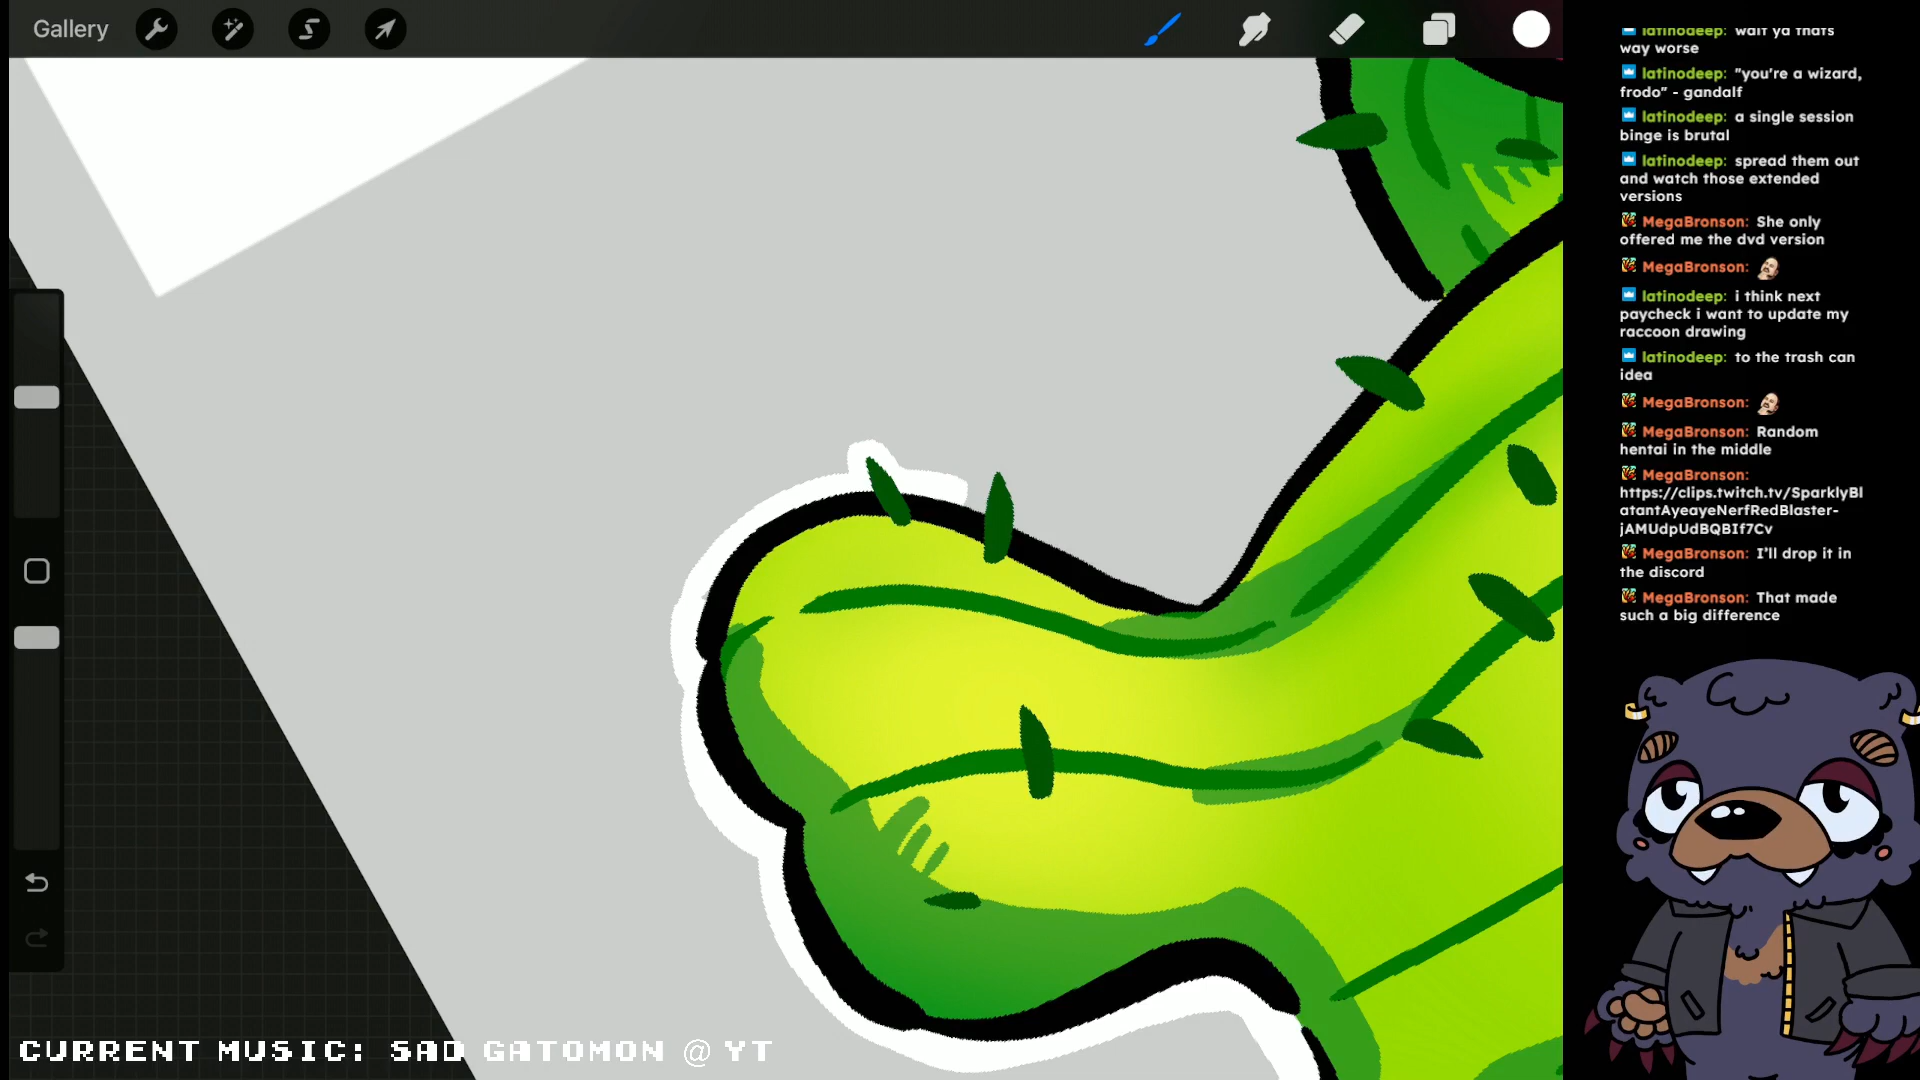 Gallery
latinodeep: wait ya thats
way worse
latinodeep: "you're a wizard,
frodo" - gandalf
latinodeep: a single session
binge is brutal
latinodeep: spread them out
and watch those extended
versions
MegaBronson: She only
offered me the dvd version
MegaBronson:
latinodeep: i think next
paycheck i want to update my
raccoon drawing
latinodeep: to the trash can
idea
MegaBronson:
MegaBronson: Random
hentai in the middle
MegaBronson:
https://clips.twitch.tv/SparklyBl
atantAyeayeNerfRedBlaster-
jAMUdpUdBQBIf7Cv
MegaBronson: I'll drop it in
the discord
MegaBronson: That made
such a big difference
CURRENT MUSIC: SAD GATOMON @ YT